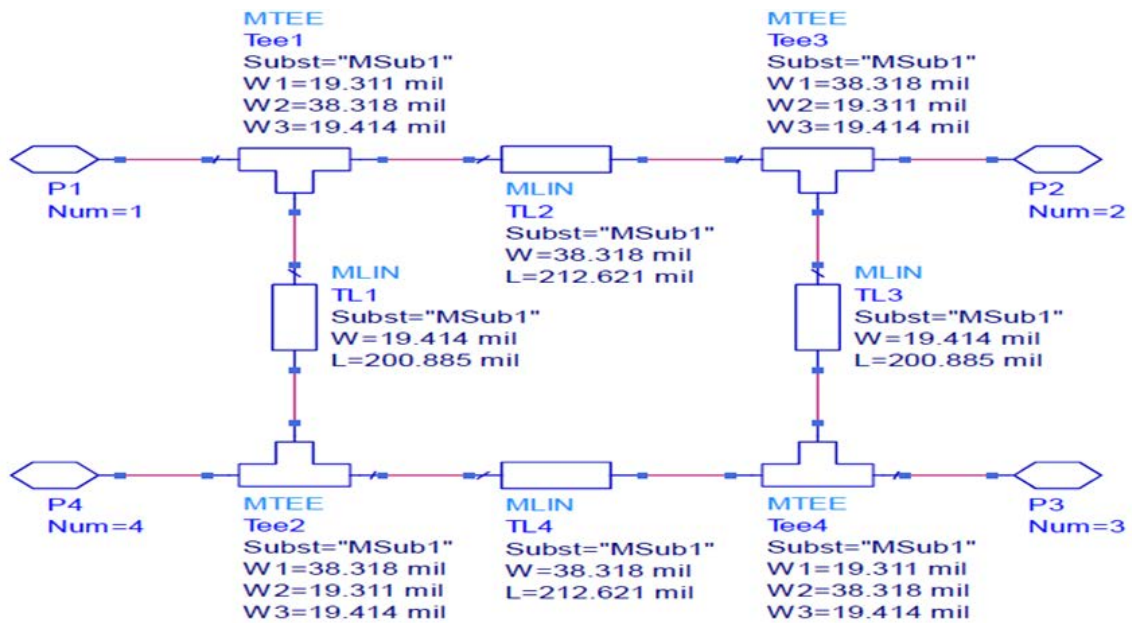 MTEE
Tee1
Subst="MSub1"
W1=19.311 mil
W2=38.318 mil
W3=19.414 mil
MTEE
Tee3
Subst="MSub1"
W1=38.318 mil
W2=19.311 mil
W3=19.414 mil
P1
Num=1
MLIN
TL2
Subst="MSub1"
W=38.318 mil
L=212.621 mil
P2
Num=2
MLIN
TL1
Subst="MSub1"
W=19.414 mil
L=200.885 mil
MLIN
TL3
Subst="MSub1"
W=19.414 mil
L=200.885 mil
P4
Num=4
MTEE
Tee2
Subst="MSub1"
W1=38.318 mil
W2=19.311 mil
W3=19.414 mil
MLIN
TL4
Subst="MSub1"
W=38.318 mil
L=212.621 mil
MTEE
Tee4
Subst="MSub1"
W1=19.311 mil
W2=38.318 mil
W3=19.414 mil
P3
Num=3